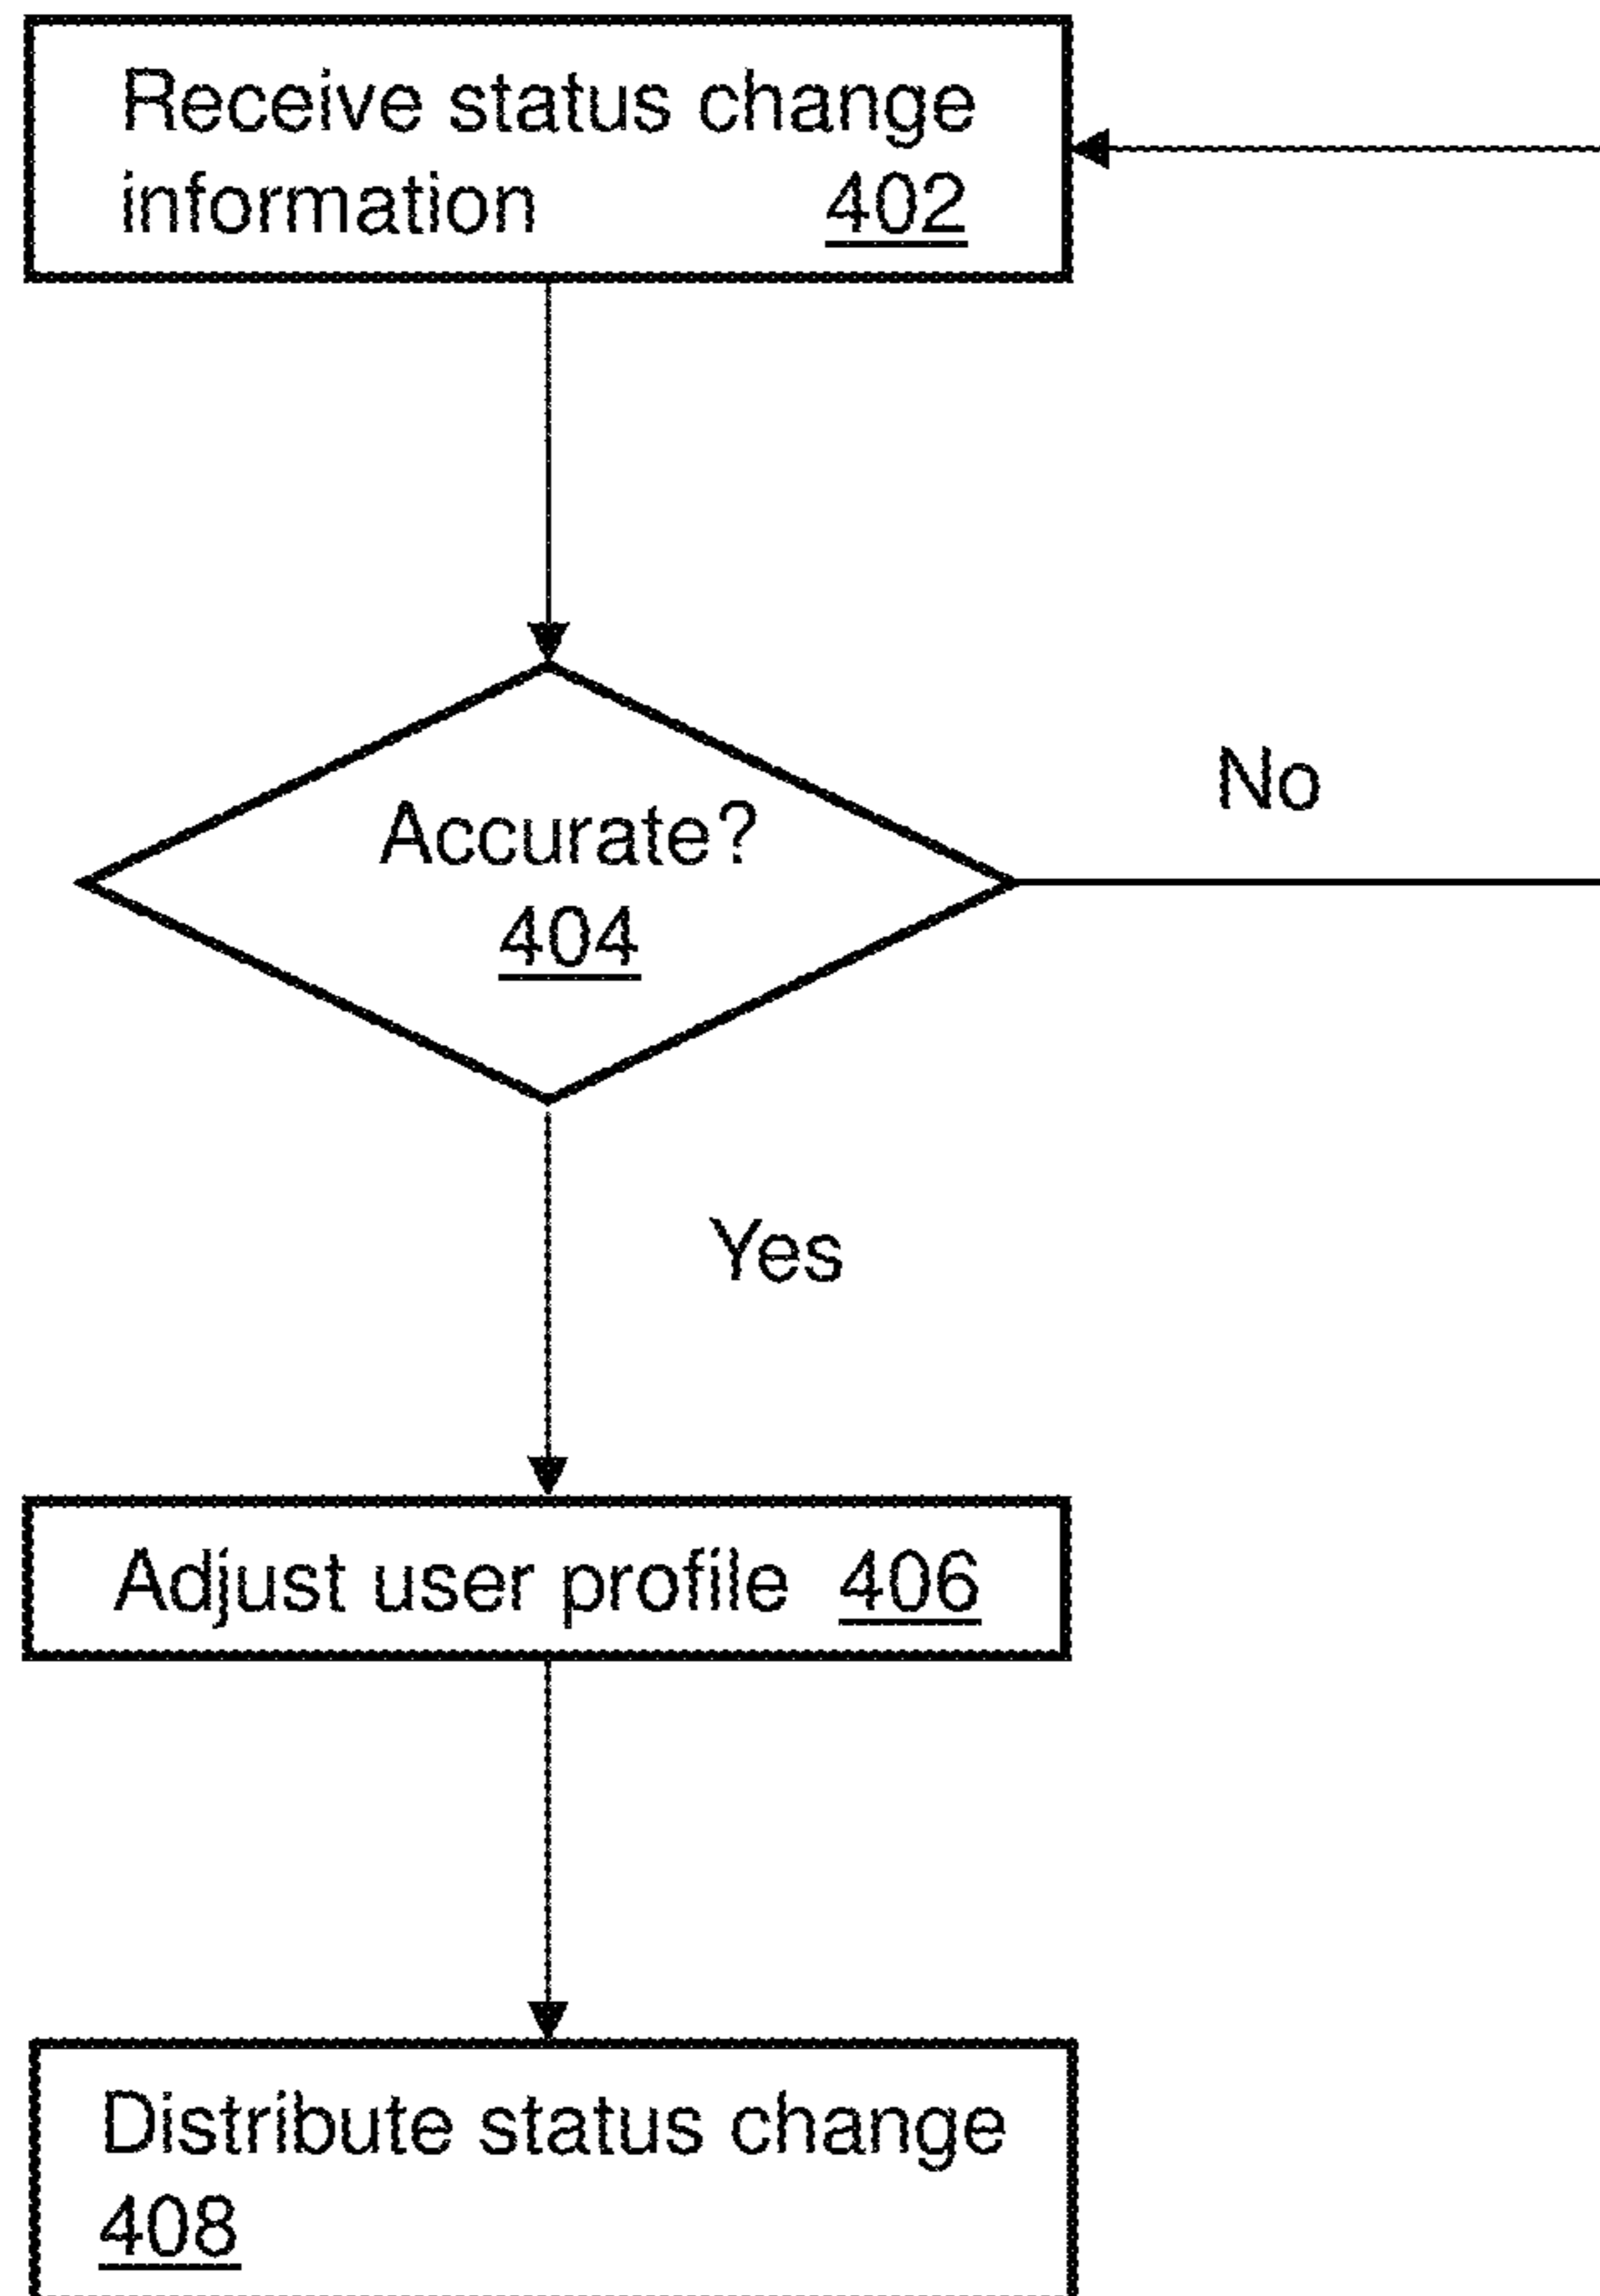 Receive status change
information 402
Accurate?
404
No
Yes
Adjust user profile 406
Distribute status change
408